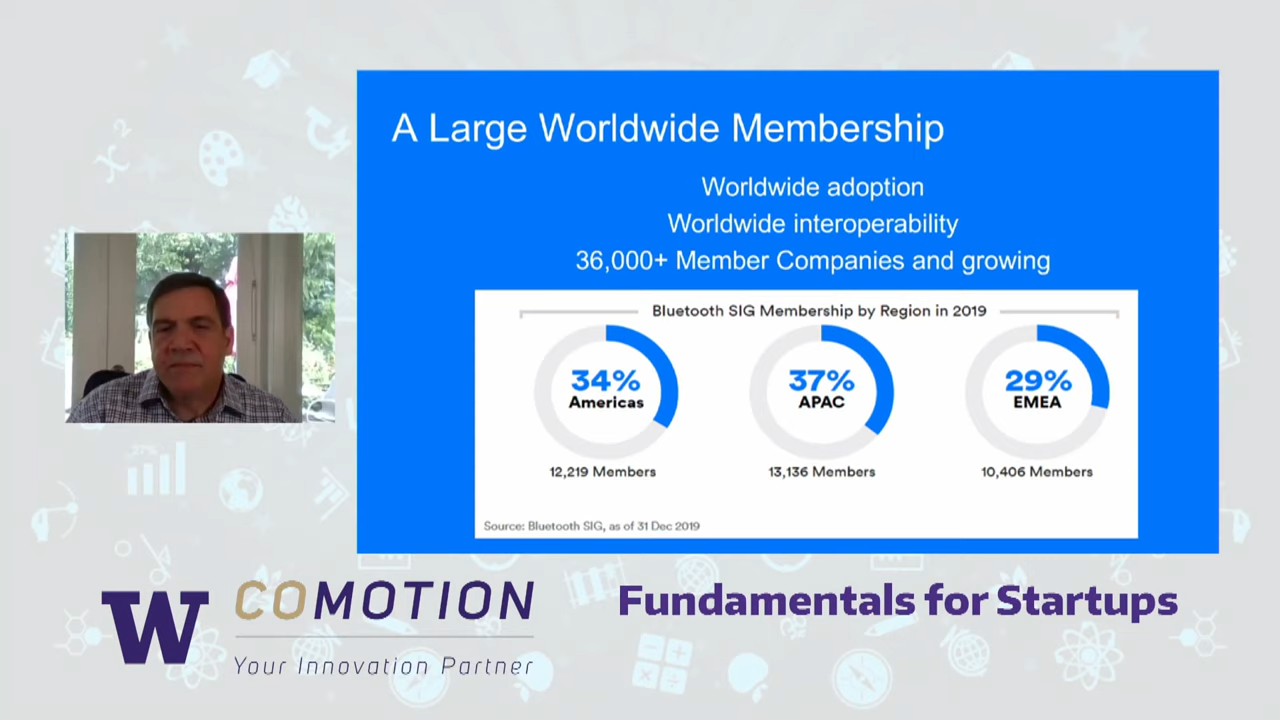 A Large Worldwide Membership
Worldwide adoption
Worldwide interoperability
36,000+ Member Companies and growing
Bluetooth SIG Membership by Region in 2019
34%
Americas
12,219 Members
37%
APAC
13,136 Members
29%
EMEA
10,406 Members
Source: Bluetooth SIG, as of 31 Dec 2019
W
COMOTION
Your Innovation Partner
Fundamentals for Startups